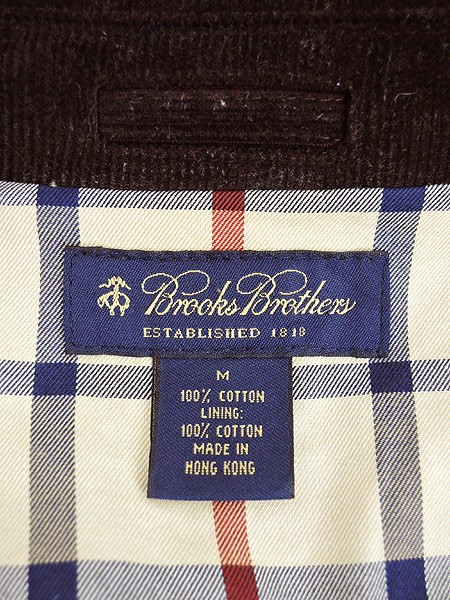 Brooks Brothers
ESTABLISHED 1818
M
100% COTTON
LINING:
100% COTTON
MADE IN
HONG KONG